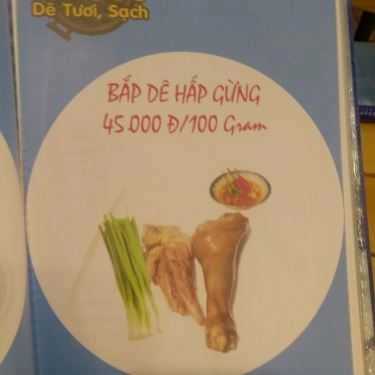 Dê Tươi, Sạch
BẮP DÊ HẤP GỪNG
45.000 Đ/100 Gram